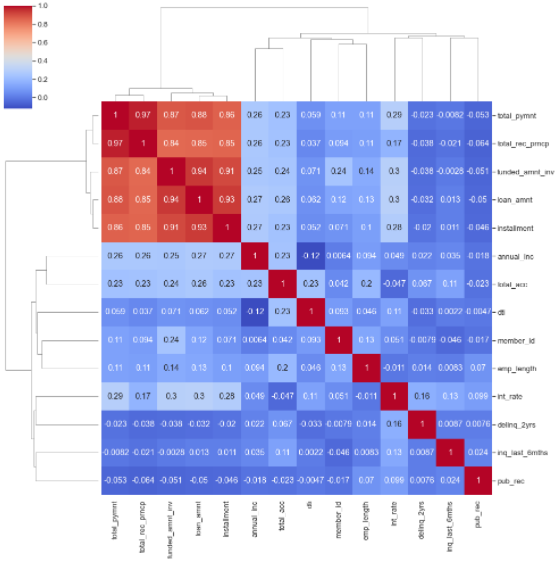 1.0
0.8
0.6
0.4
0.2
0.0
1 0.97 0.87 0.88 0.86 0.26 0.23 0.059 0.11 0.11 0.29 -0.023 -0.0082 -0.053 total_pymnt
0.97 1 0.84 0.85 0.85 0.26 0.23 0.037 0.094 0.11 0.17 -0.038 -0.021 -0.064 total_rec_prncp
0.87 0.84 1 0.94 0.91 0.25 0.24 0.071 0.24 0.14 0.3 -0.038 -0.0028 -0.051 funded_amnt_inv
0.88 0.85 0.94 1 0.93 0.27 0.26 0.062 0.12 0.13 0.3 -0.032 0.013 -0.05 loan_amnt
0.86 0.85 0.91 0.93 1 0.27 0.23 0.052 0.071 0.1 0.28 -0.02 0.011 -0.046 installment
0.26 0.26 0.25 0.27 0.27 1 0.23 -0.12 0.0064 0.094 0.049 0.022 0.035 -0.018 annual_inc
0.23 0.23 0.24 0.26 0.23 0.23 1 0.23 0.042 0.2 -0.047 0.067 0.11 -0.023 total_acc
0.059 0.037 0.071 0.062 0.052 -0.12 0.23 1 0.093 0.046 0.11 -0.033 0.0022 -0.0047 dti
0.11 0.094 0.24 0.12 0.071 0.0064 0.042 0.093 1 0.13 0.051 -0.0079 -0.046 -0.017 member_id
0.11 0.11 0.14 0.13 0.1 0.094 0.2 0.046 0.13 1 -0.011 0.014 0.0083 0.07 emp_length
0.29 0.17 0.3 0.3 0.28 0.049 -0.047 0.11 0.051 -0.011 1 0.16 0.13 0.099 int_rate
-0.023 -0.038 -0.038 -0.032 -0.02 0.022 0.067 -0.033 -0.0079 0.014 0.16 1 0.0087 0.0076 delinq_2yrs
-0.0082 -0.021 -0.0028 0.013 0.011 0.035 0.11 0.0022 -0.046 0.0083 0.13 0.0087 1 0.024 inq_last_6mths
-0.053 -0.064 -0.051 -0.05 -0.046 -0.018 -0.023 -0.0047 -0.017 0.07 0.099 0.0076 0.024 1 pub_rec
total_pymnt
total_rec_prncp
funded_amnt_inv
loan_amnt
installment
annual_inc
total_acc
dti
member_id
emp_length
int_rate
delinq_2yrs
inq_last_6mths
pub_rec